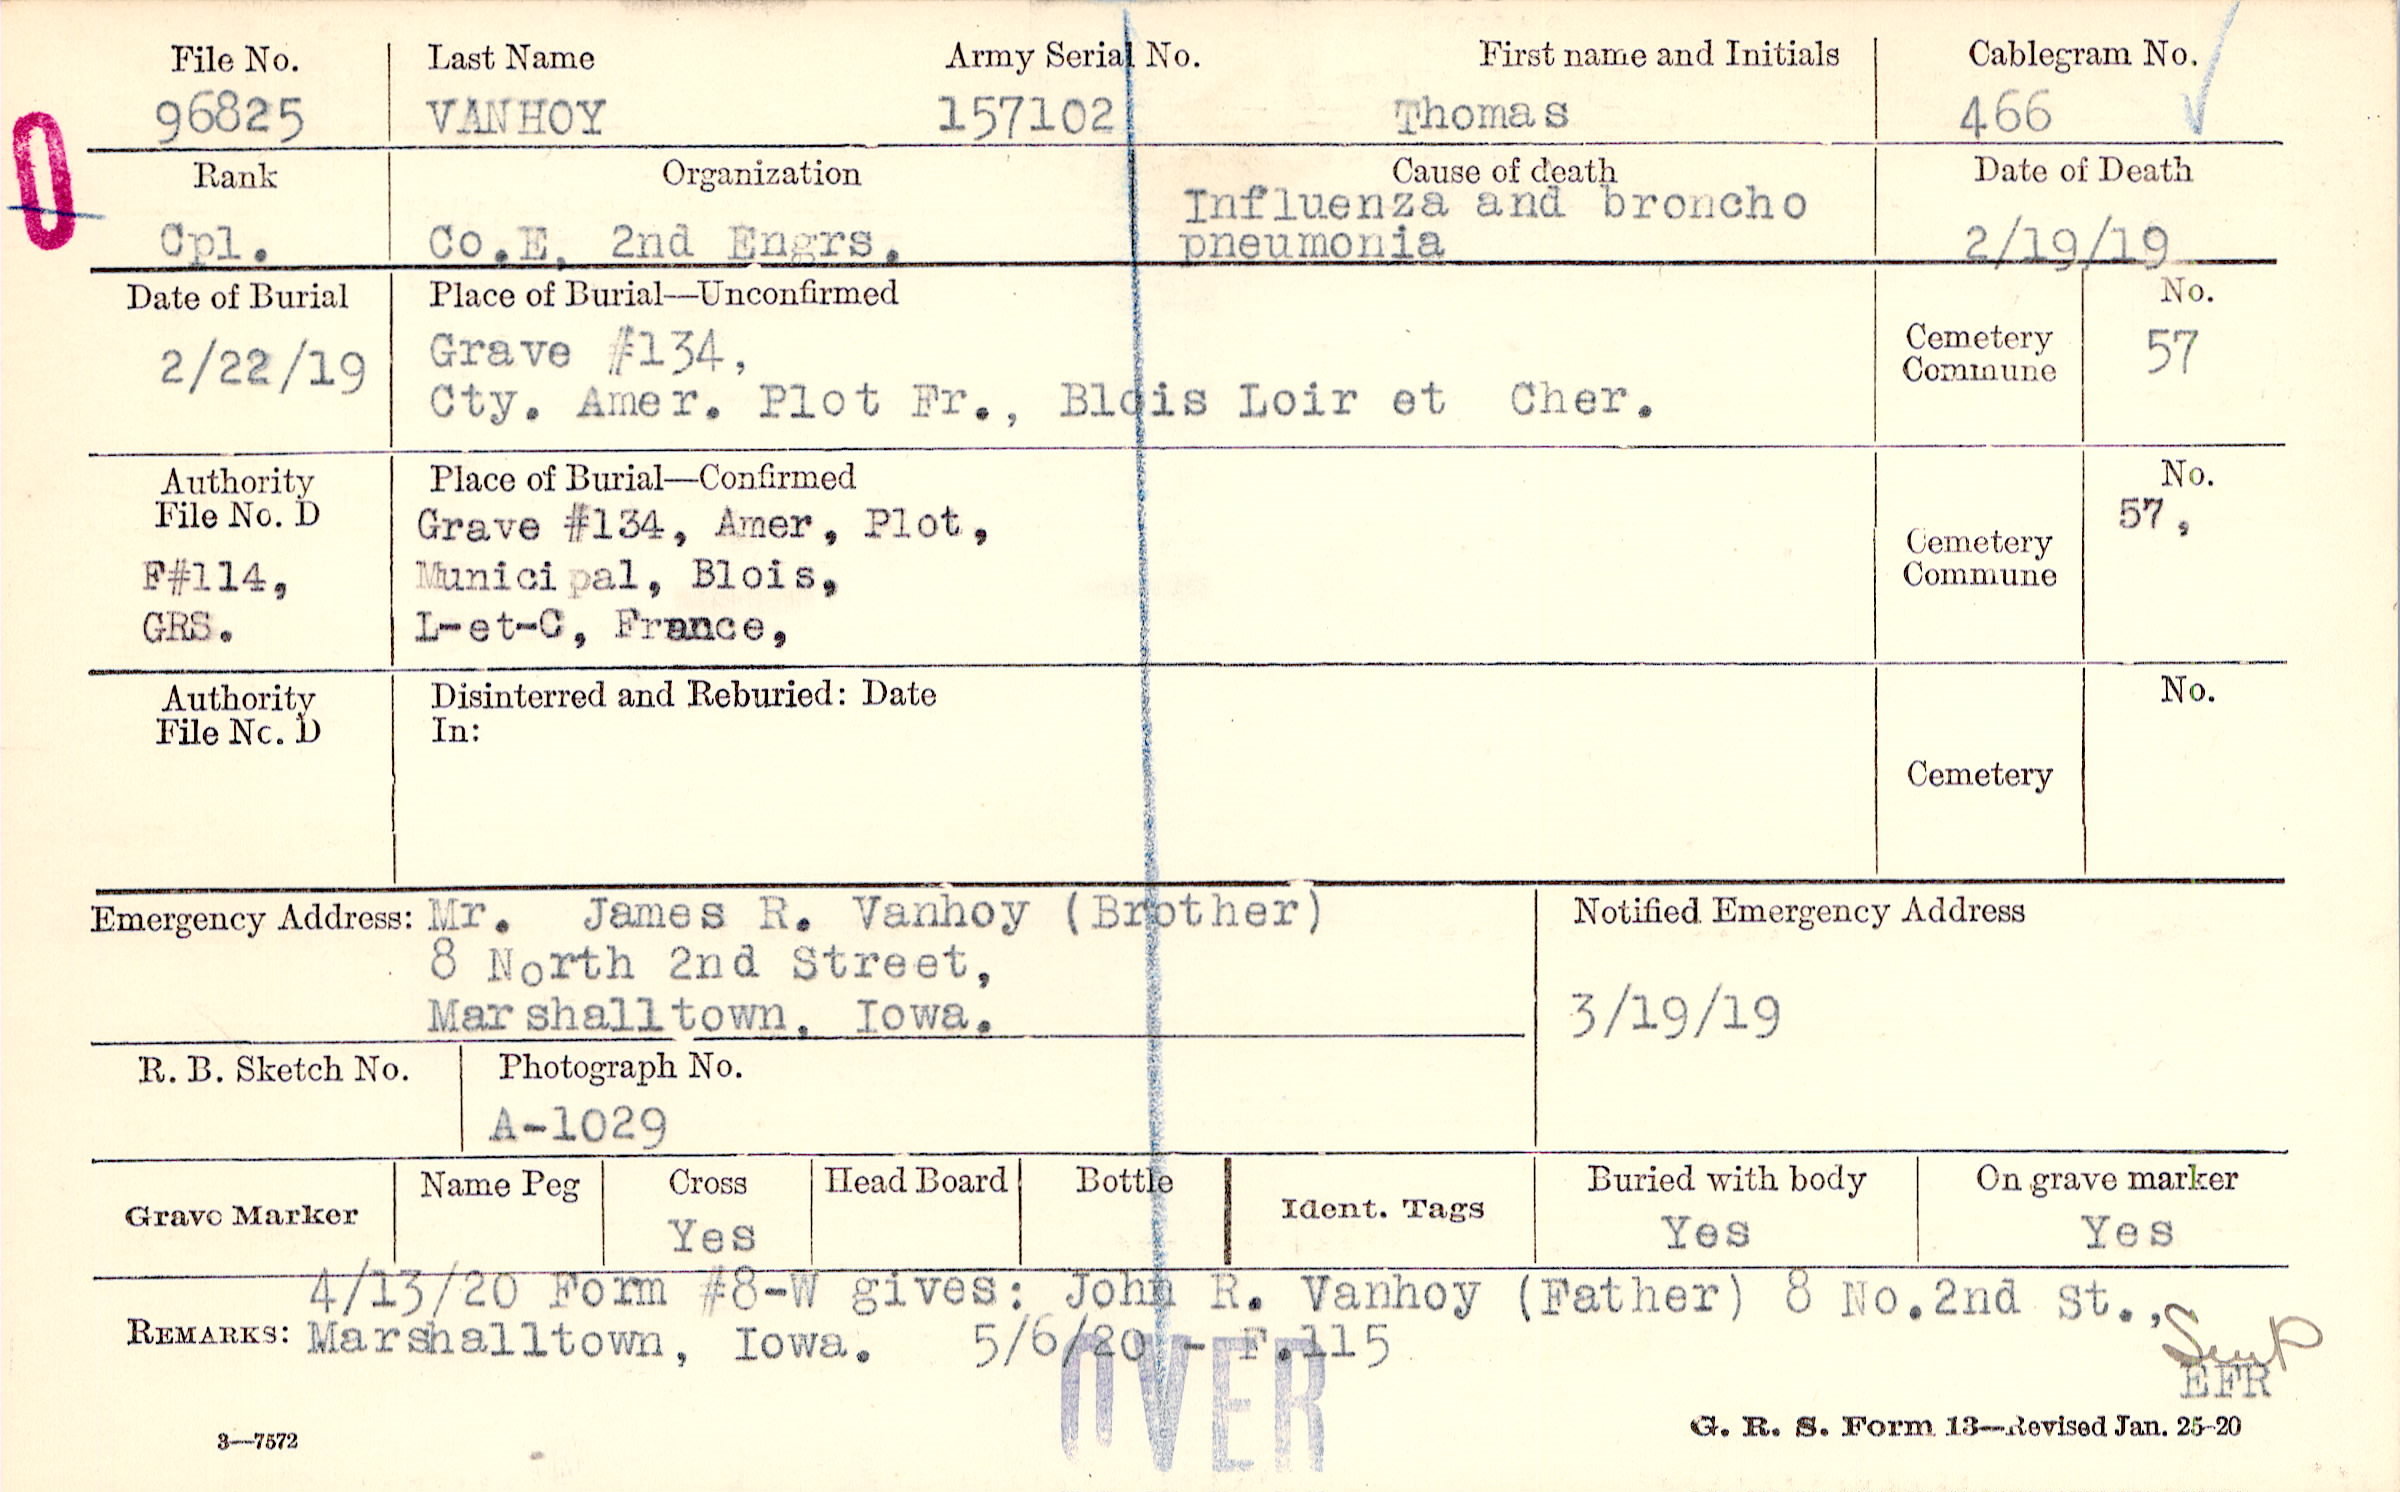 File No. Last Name Army Serial No. First name and Initials Cablegram No.
96825 VANHOY 157102 Thomas 466
Rank Organization Cause of death Date of Death
Cpl. Co.E, 2nd Engrs. Influenza and broncho pneumonia 2/19/19
Date of Burial Place of Burial—Unconfirmed No.
2/22/19 Grave #134, Cemetery Commune 57
Cty. Amer. Plot Fr., Blois Loir et Cher.
Authority Place of Burial—Confirmed No.
File No. D Grave #134, Amer, Plot, Cemetery Commune 57,
F#114, Municipal, Blois,
GRS. L-et-C, France,
Authority Disinterred and Reburied: Date No.
File No. D In:
Cemetery
Emergency Address: Mr. James R. Vanhoy (Brother) Notified Emergency Address
8 North 2nd Street,
Marshalltown, Iowa. 3/19/19
R. B. Sketch No. Photograph No.
A-1029
Grave Marker Name Peg Cross Head Board Bottle Ident. Tags Buried with body On grave marker
Yes Yes Yes
4/13/20 Form #8-W gives: John R. Vanhoy (Father) 8 No.2nd St.,
REMARKS: Marshalltown, Iowa. 5/6/20 - F.115
EFR
OVER
3—7572 G. R. S. Form 13—Revised Jan. 25-20